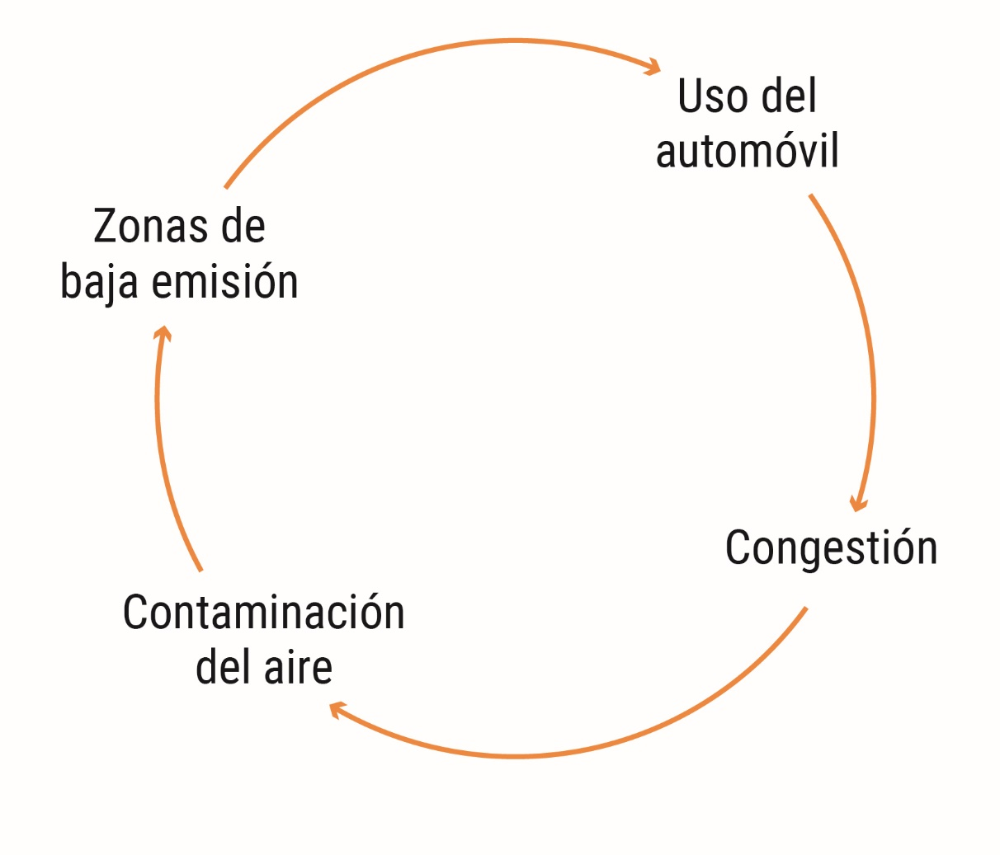 Uso del
automóvil
Zonas de
baja emisión
Congestión
Contaminación
del aire